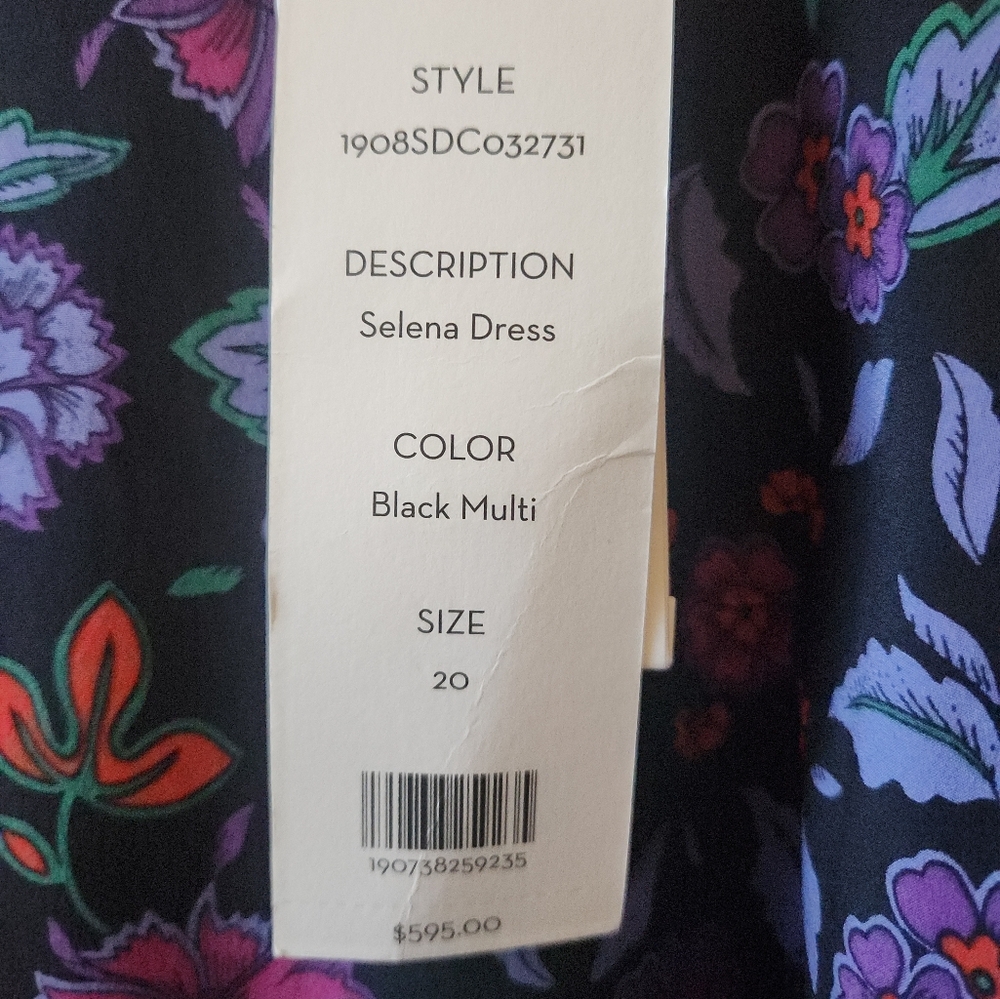 STYLE
1908SDC032731
DESCRIPTION
Selena Dress
COLOR
Black Multi
SIZE
20
190738259235
$595.00